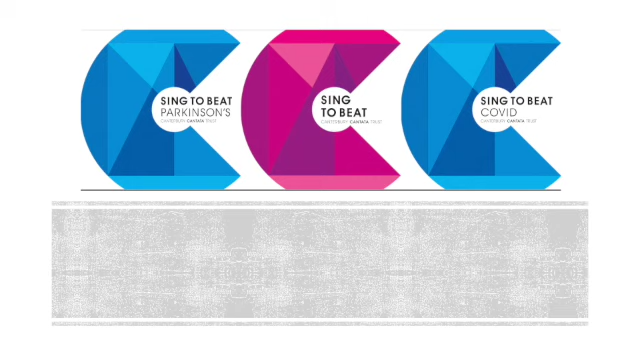 SING TO BEAT
PARKINSON'S
CANTERBURY CANTATA TRUST
SING
TO BEAT
CANTERBURY CANTATA TRUST
SING TO BEAT
COVID
CANTERBURY CANTATA TRUST